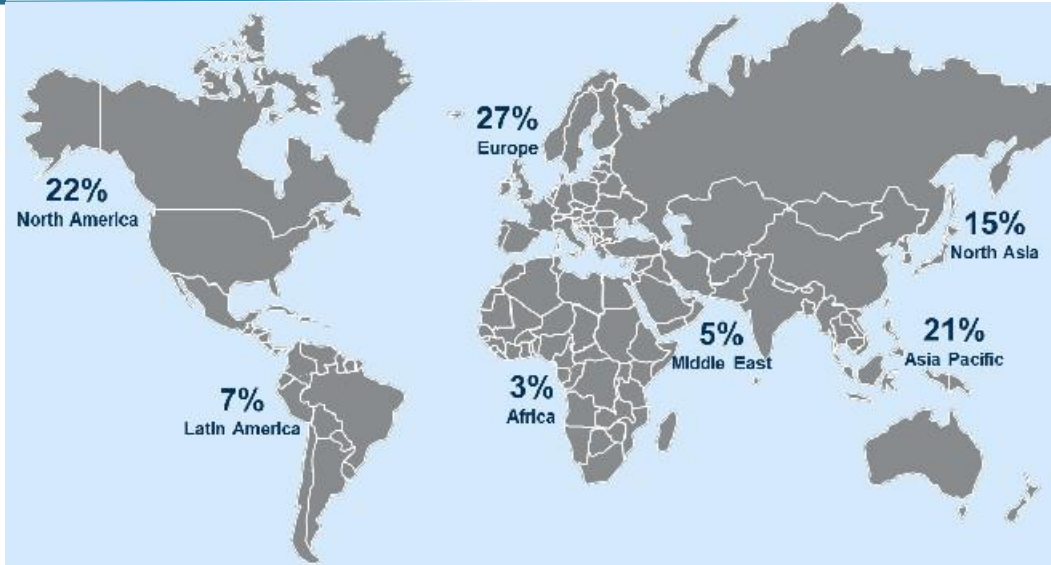 27%
Europe
22%
North America
15%
North Asia
21%
Asia Pacific
5%
Middle East
3%
Africa
7%
Latin America